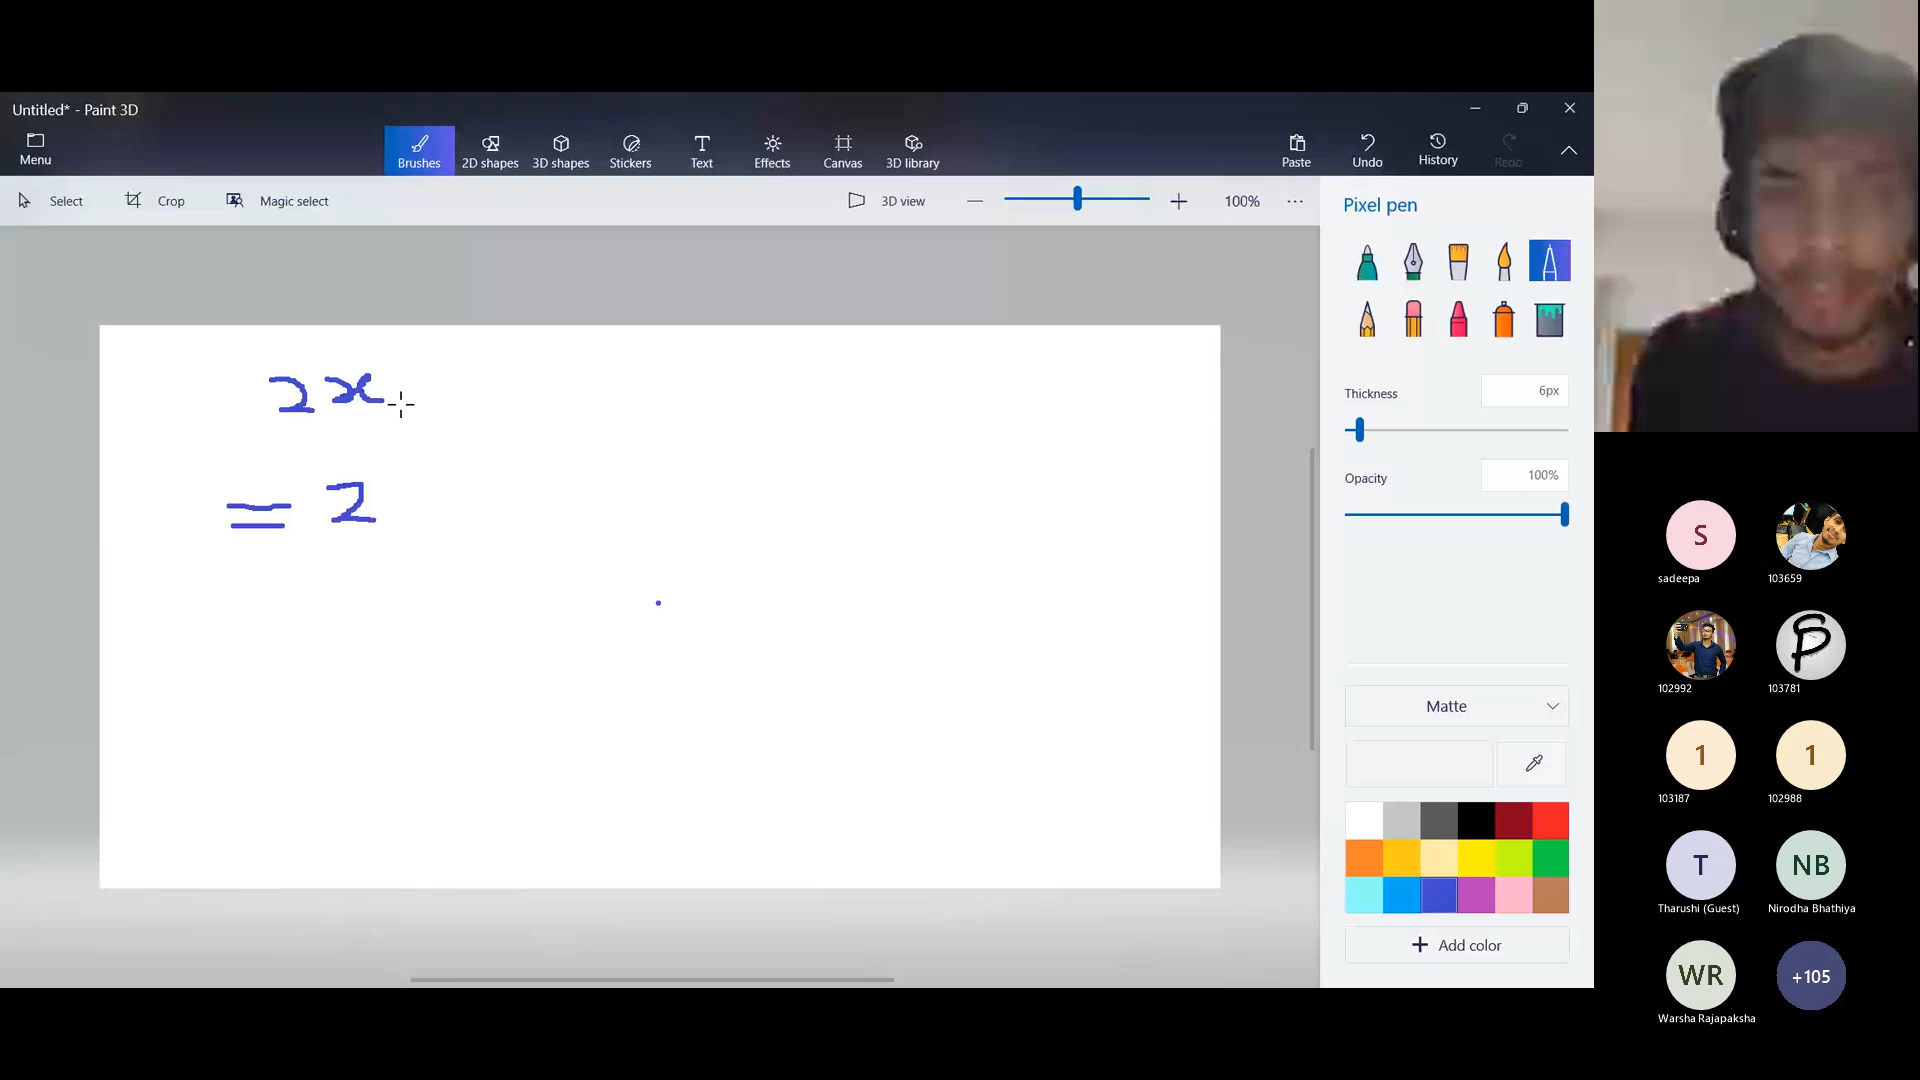 Untitled* - Paint 3D
Menu
Brushes
2D shapes
3D shapes
Stickers
Text
Effects
Canvas
3D library
Paste
Undo
History
Redo
Select
Crop
Magic select
3D view
100%
Pixel pen
Thickness
6px
Opacity
100%
Matte
Add color
2x
= 2
S
sadeepa
103659
102992
103781
1
103187
1
102988
T
Tharushi (Guest)
NB
Nirodha Bhathiya
WR
Warsha Rajapaksha
+105